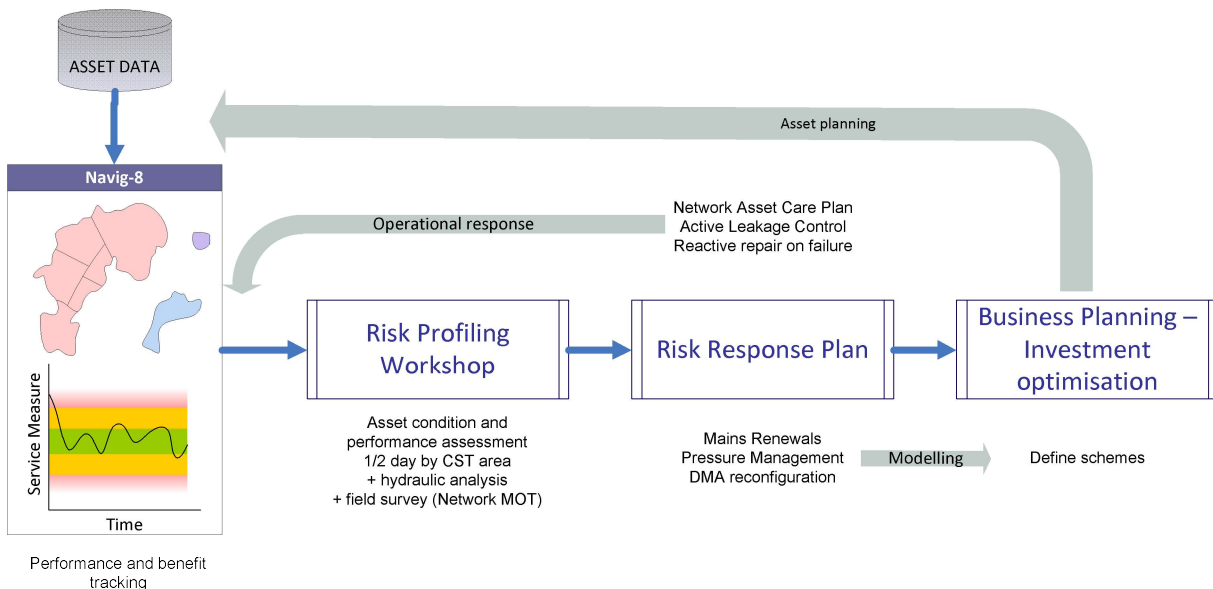 ASSET DATA
Asset planning
Navig-8
Network Asset Care Plan
Operational response
Active Leakage Control
Reactive repair on failure
Risk Profiling
Workshop
Risk Response Plan
Business Planning –
Investment
optimisation
Service Measure
Time
Asset condition and
performance assessment
1/2 day by CST area
+ hydraulic analysis
+ field survey (Network MOT)
Mains Renewals
Pressure Management
DMA reconfiguration
Modelling
Define schemes
Performance and benefit
tracking